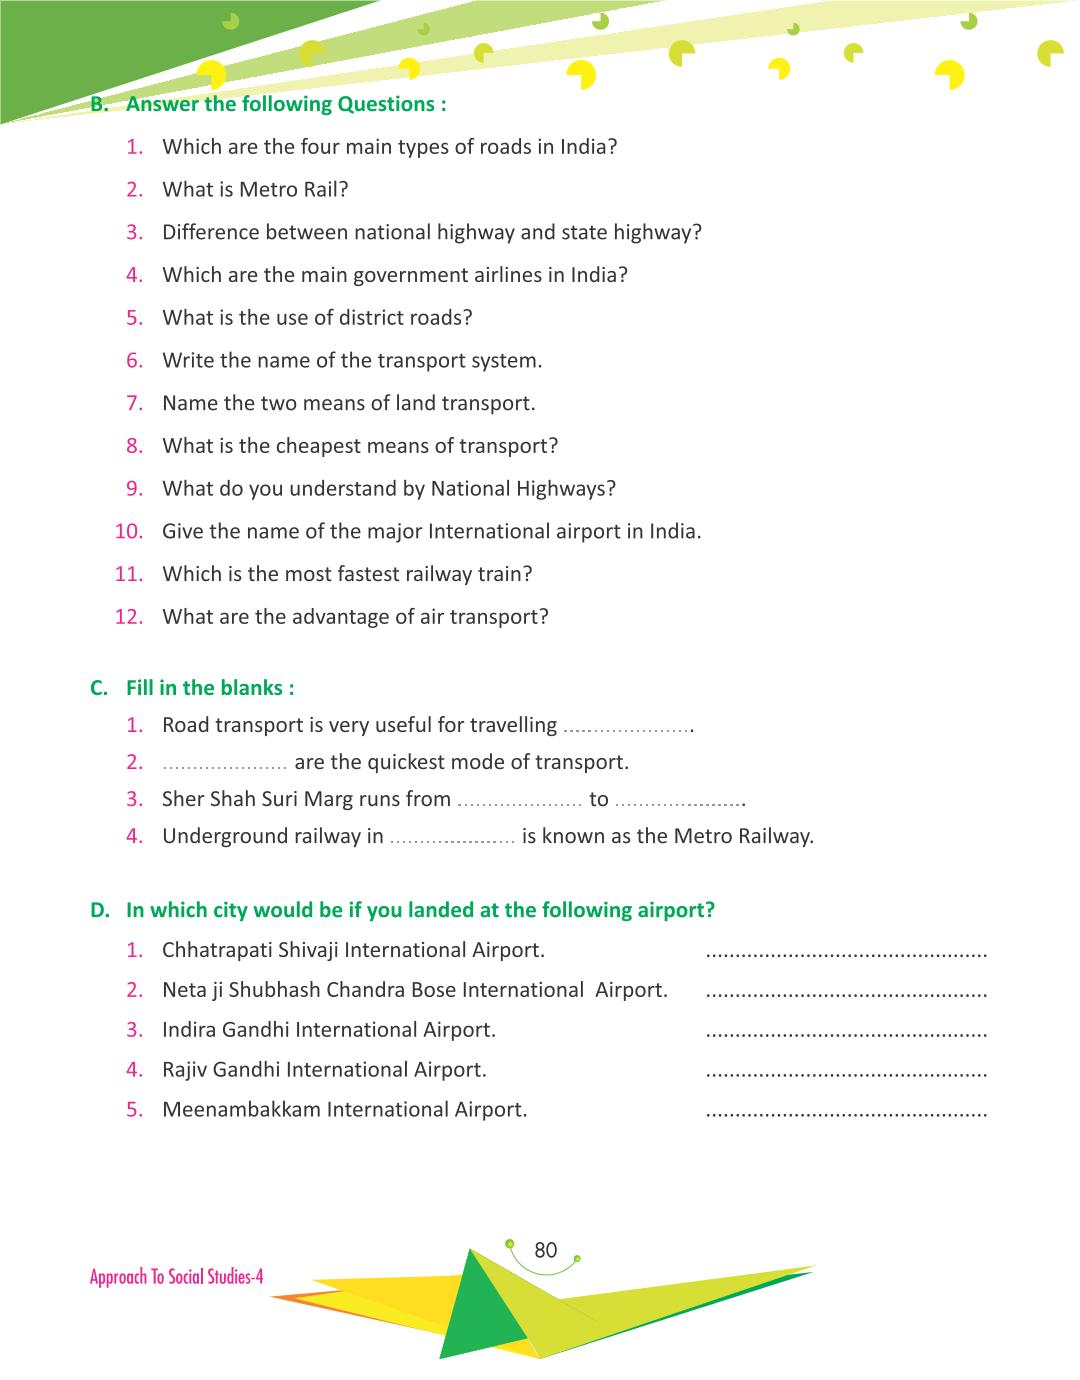 B. Answer the following Questions :
1. Which are the four main types of roads in India?
2. What is Metro Rail?
3. Difference between national highway and state highway?
4. Which are the main government airlines in India?
5. What is the use of district roads?
6. Write the name of the transport system.
7. Name the two means of land transport.
8. What is the cheapest means of transport?
9. What do you understand by National Highways?
10. Give the name of the major International airport in India.
11. Which is the most fastest railway train?
12. What are the advantage of air transport?
C. Fill in the blanks :
1. Road transport is very useful for travelling .....................
2. ..................... are the quickest mode of transport.
3. Sher Shah Suri Marg runs from ..................... to ......................
4. Underground railway in ..................... is known as the Metro Railway.
D. In which city would be if you landed at the following airport?
1. Chhatrapati Shivaji International Airport. ................................................
2. Neta ji Shubhash Chandra Bose International Airport. ................................................
3. Indira Gandhi International Airport. ................................................
4. Rajiv Gandhi International Airport. ................................................
5. Meenambakkam International Airport. ................................................
80
Approach To Social Studies-4